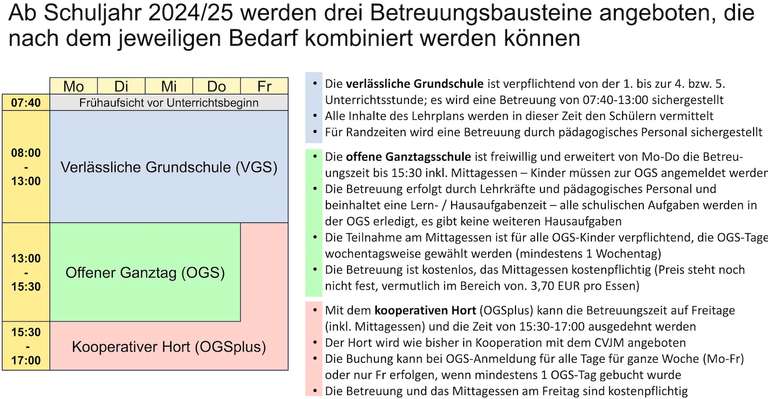 Ab Schuljahr 2024/25 werden drei Betreuungsbausteine angeboten, die
nach dem jeweiligen Bedarf kombiniert werden können
Mo Di Mi Do Fr
07:40 Frühaufsicht vor Unterrichtsbeginn
08:00
-
13:00
Verlässliche Grundschule (VGS)
13:00
-
15:30
Offener Ganztag (OGS)
15:30
-
17:00
Kooperativer Hort (OGSplus)
• Die verlässliche Grundschule ist verpflichtend von der 1. bis zur 4. bzw. 5.
Unterrichtsstunde; es wird eine Betreuung von 07:40-13:00 sichergestellt
• Alle Inhalte des Lehrplans werden in dieser Zeit den Schülern vermittelt
• Für Randzeiten wird eine Betreuung durch pädagogisches Personal sichergestellt
• Die offene Ganztagsschule ist freiwillig und erweitert von Mo-Do die Betreu-
ungszeit bis 15:30 inkl. Mittagessen – Kinder müssen zur OGS angemeldet werden
• Die Betreuung erfolgt durch Lehrkräfte und pädagogisches Personal und
beinhaltet eine Lern- / Hausaufgabenzeit – alle schulischen Aufgaben werden in
der OGS erledigt, es gibt keine weiteren Hausaufgaben
• Die Teilnahme am Mittagessen ist für alle OGS-Kinder verpflichtend, die OGS-Tage
wochentagsweise gewählt werden (mindestens 1 Wochentag)
• Die Betreuung ist kostenlos, das Mittagessen kostenpflichtig (Preis steht noch
nicht fest, vermutlich im Bereich von. 3,70 EUR pro Essen)
• Mit dem kooperativen Hort (OGSplus) kann die Betreuungszeit auf Freitage
(inkl. Mittagessen) und die Zeit von 15:30-17:00 ausgedehnt werden
• Der Hort wird wie bisher in Kooperation mit dem CVJM angeboten
• Die Buchung kann bei OGS-Anmeldung für alle Tage für ganze Woche (Mo-Fr)
oder nur Fr erfolgen, wenn mindestens 1 OGS-Tag gebucht wurde
• Die Betreuung und das Mittagessen am Freitag sind kostenpflichtig